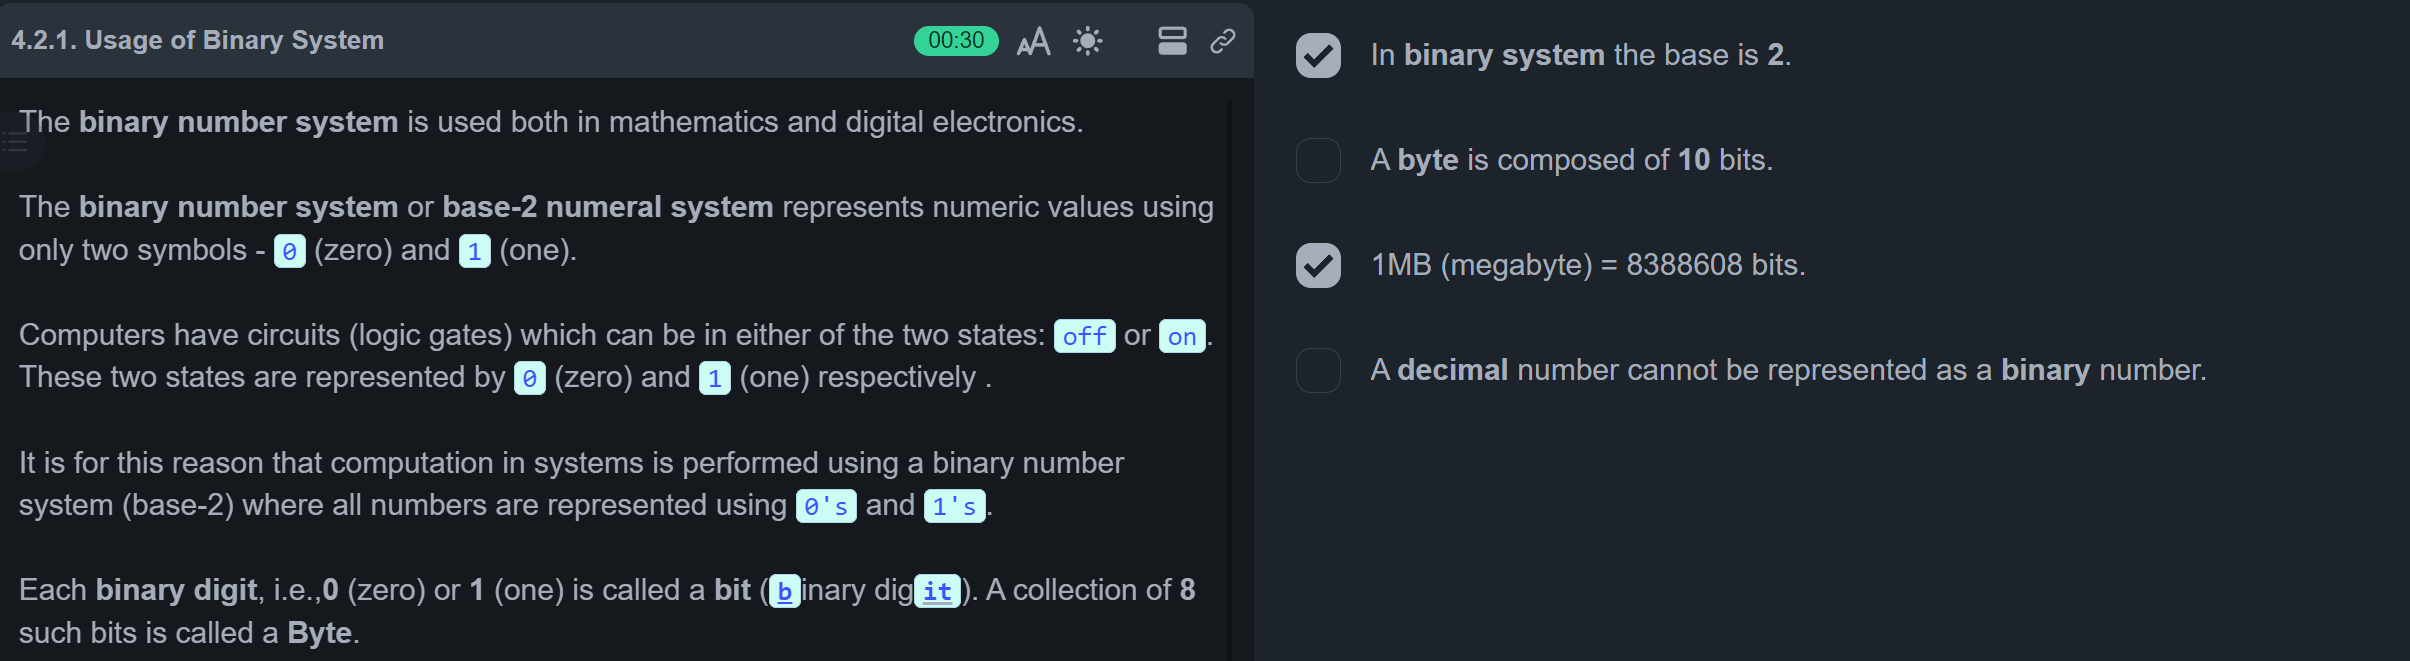 4.2.1. Usage of Binary System
00:30
The binary number system is used both in mathematics and digital electronics.
The binary number system or base-2 numeral system represents numeric values using
only two symbols - 0 (zero) and 1 (one).
Computers have circuits (logic gates) which can be in either of the two states: off or on.
These two states are represented by 0 (zero) and 1 (one) respectively .
It is for this reason that computation in systems is performed using a binary number
system (base-2) where all numbers are represented using 0's and 1's.
Each binary digit, i.e.,0 (zero) or 1 (one) is called a bit (binary digit). A collection of 8
such bits is called a Byte.
In binary system the base is 2.
A byte is composed of 10 bits.
1MB (megabyte) = 8388608 bits.
A decimal number cannot be represented as a binary number.